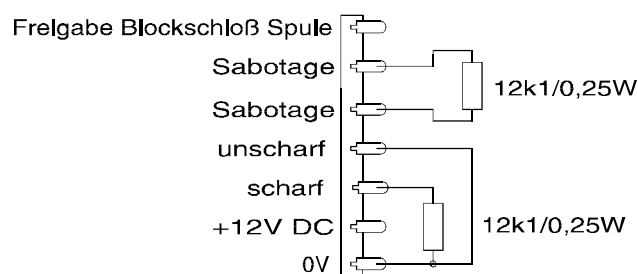 Freigabe Blockschloß Spule
Sabotage
12k1/0,25W
Sabotage
unscharf
scharf
12k1/0,25W
+12V DC
0V